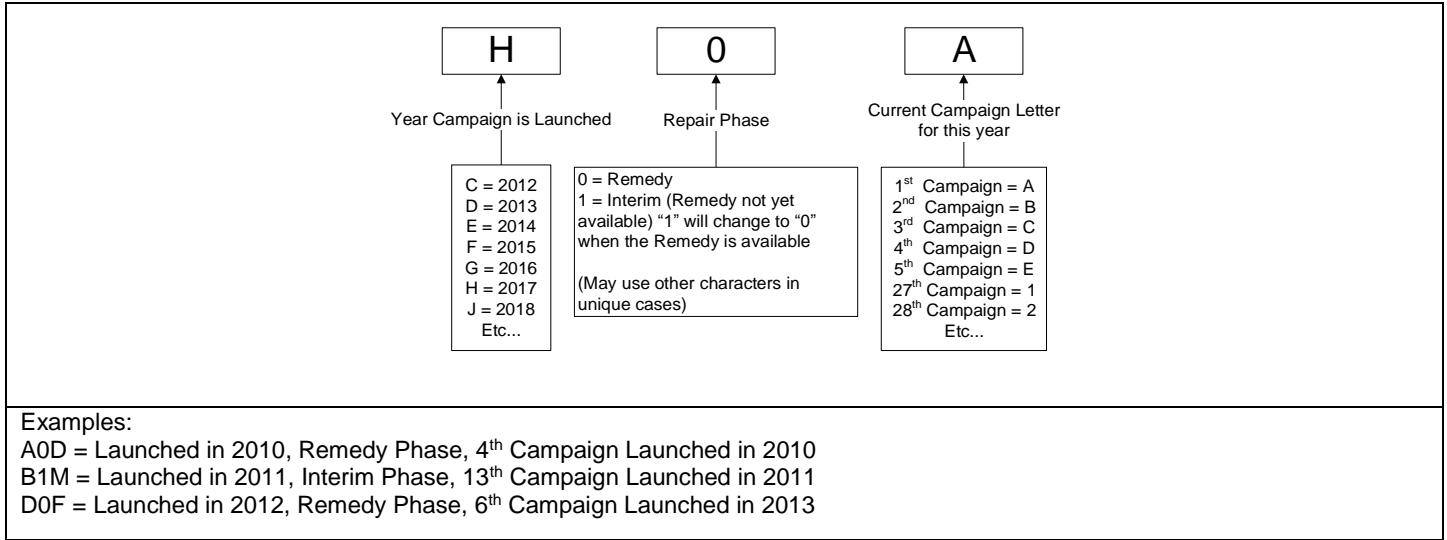 H
0
A
Year Campaign is Launched
Repair Phase
Current Campaign Letter
for this year
C = 2012
D = 2013
E = 2014
F = 2015
G = 2016
H = 2017
J = 2018
Etc...
0 = Remedy
1 = Interim (Remedy not yet
available) “1” will change to “0”
when the Remedy is available
(May use other characters in
unique cases)
1st Campaign = A
2nd Campaign = B
3rd Campaign = C
4th Campaign = D
5th Campaign = E
27th Campaign = 1
28th Campaign = 2
Etc...
Examples:
A0D = Launched in 2010, Remedy Phase, 4th Campaign Launched in 2010
B1M = Launched in 2011, Interim Phase, 13th Campaign Launched in 2011
D0F = Launched in 2012, Remedy Phase, 6th Campaign Launched in 2013